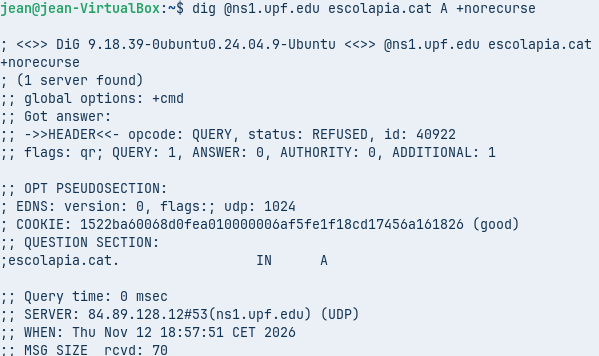 jean@jean-VirtualBox:~$ dig @ns1.upf.edu escolapia.cat A +norecurse
; <<>> DiG 9.18.39-0ubuntu0.24.04.9-Ubuntu <<>> @ns1.upf.edu escolapia.cat
+norecurse
; (1 server found)
;; global options: +cmd
;; Got answer:
;; ->>HEADER<<- opcode: QUERY, status: REFUSED, id: 40922
;; flags: qr; QUERY: 1, ANSWER: 0, AUTHORITY: 0, ADDITIONAL: 1
;; OPT PSEUDOSECTION:
; EDNS: version: 0, flags:; udp: 1024
; COOKIE: 1522ba60068d0fea010000006af5fe1f18cd17456a161826 (good)
;; QUESTION SECTION:
;escolapia.cat. IN A
;; Query time: 0 msec
;; SERVER: 84.89.128.12#53(ns1.upf.edu) (UDP)
;; WHEN: Thu Nov 12 18:57:51 CET 2026
;; MSG SIZE rcvd: 70